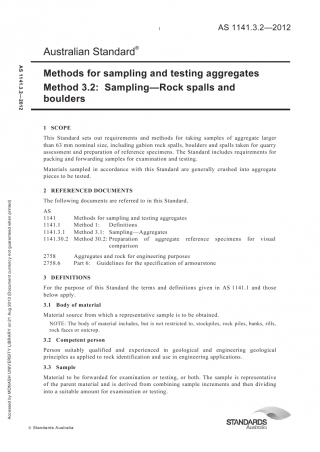 1
AS 1141.3.2—2012
Australian Standard®
Methods for sampling and testing aggregates
Method 3.2: Sampling—Rock spalls and
boulders
1 SCOPE
This Standard sets out requirements and methods for taking samples of aggregate larger
than 63 mm nominal size, including gabion rock spalls, boulders and spalls taken for quarry
assessment and preparation of reference specimens. The Standard includes requirements for
packing and forwarding samples for examination and testing.
Materials sampled in accordance with this Standard are generally crushed into aggregate
pieces to be tested.
2 REFERENCED DOCUMENTS
The following documents are referred to in this Standard.
AS
1141 Methods for sampling and testing aggregates
1141.1 Method 1: Definitions
1141.3.1 Method 3.1: Sampling—Aggregates
1141.30.2 Method 30.2: Preparation of aggregate reference specimens for visual
comparison
2758 Aggregates and rock for engineering purposes
2758.6 Part 6: Guidelines for the specification of armourstone
3 DEFINITIONS
For the purpose of this Standard the terms and definitions given in AS 1141.1 and those
below apply.
3.1 Body of material
Material source from which a representative sample is to be obtained.
NOTE: The body of material includes, but is not restricted to, stockpiles, rock piles, banks, rills,
rock faces or outcrop.
3.2 Competent person
Person suitably qualified and experienced in geological and engineering geological
principles as applied to rock identification and use in engineering applications.
3.3 Sample
Material to be forwarded for examination or testing, or both. The sample is representative
of the parent material and is derived from combining sample increments and then dividing
into a suitable amount for examination or testing.
© Standards Australia
STANDARDS
Australia
AS 1141.3.2—2012
Accessed by MONASH UNIVERSITY LIBRARY on 21 Aug 2013 (Document currency not guaranteed when printed)